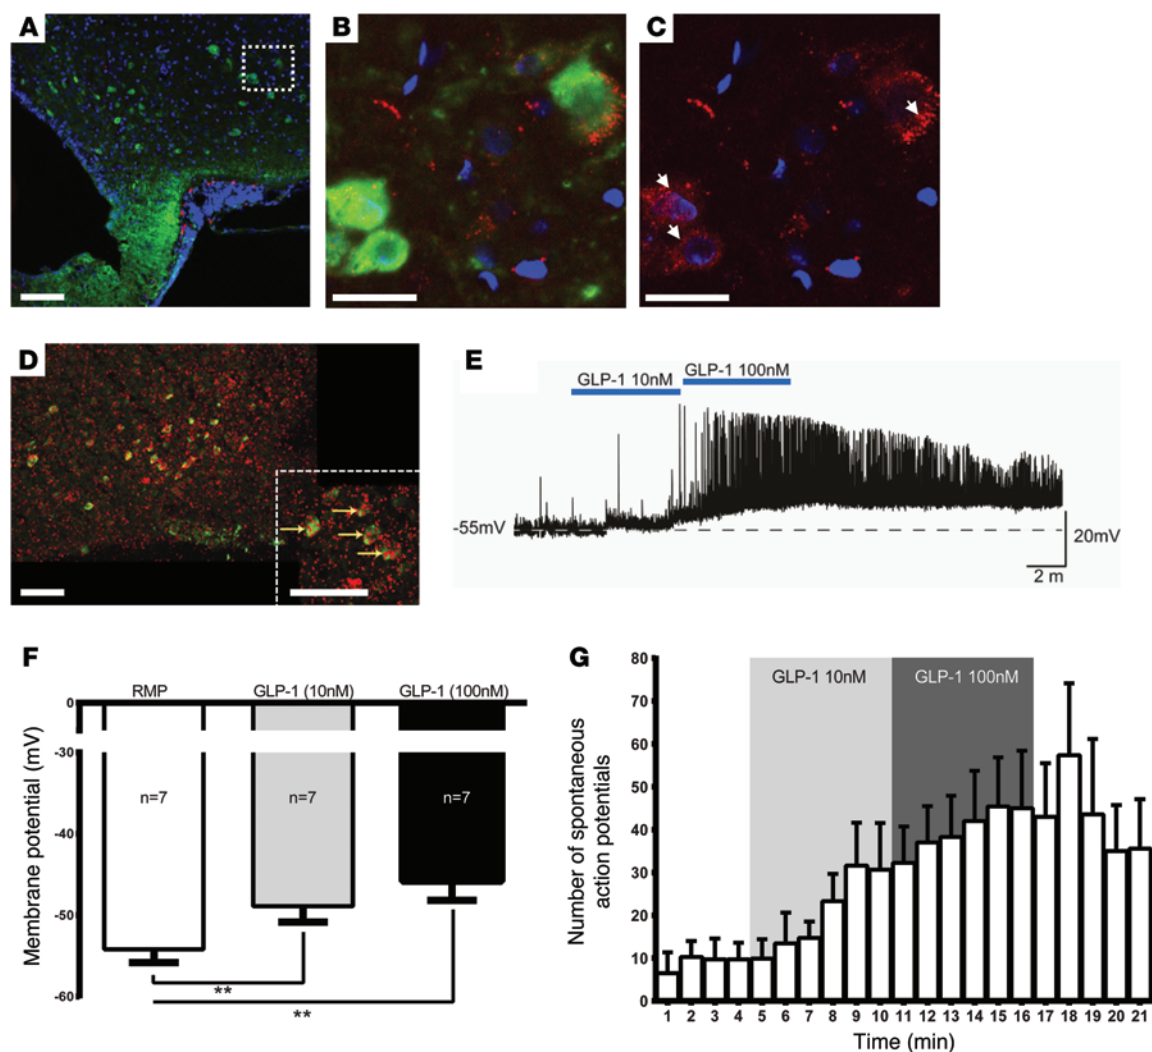 A
B
C
D
E
GLP-1 10nM
GLP-1 100nM
-55mV
20mV
2 m
F
RMP
GLP-1 (10nM)
GLP-1 (100nM)
0
-30
-40
-50
-60
Membrane potential (mV)
n=7
n=7
n=7
**
**
G
80
70
60
50
40
30
20
10
0
Number of spontaneous
action potentials
GLP-1 10nM
GLP-1 100nM
1 2 3 4 5 6 7 8 9 10 11 12 13 14 15 16 17 18 19 20 21
Time (min)